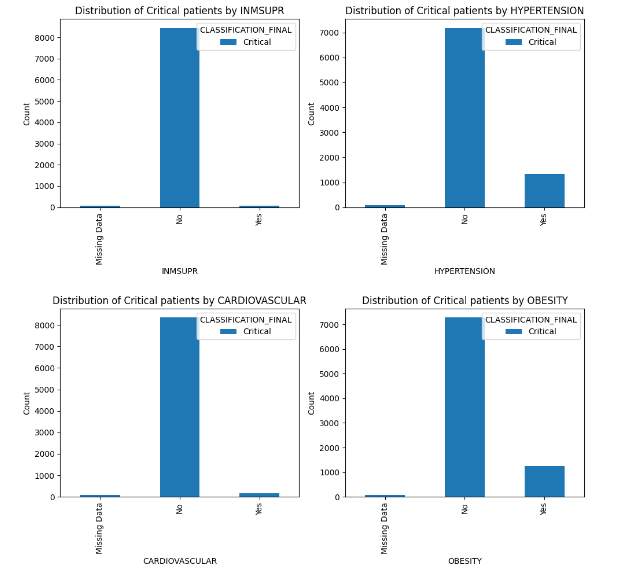 Distribution of Critical patients by INMSUPR
CLASSIFICATION_FINAL
Critical
Count
8000
7000
6000
5000
4000
3000
2000
1000
0
Missing Data
No
Yes
INMSUPR
Distribution of Critical patients by HYPERTENSION
CLASSIFICATION_FINAL
Critical
Count
7000
6000
5000
4000
3000
2000
1000
0
Missing Data
No
Yes
HYPERTENSION
Distribution of Critical patients by CARDIOVASCULAR
CLASSIFICATION_FINAL
Critical
Count
8000
7000
6000
5000
4000
3000
2000
1000
0
Missing Data
No
Yes
CARDIOVASCULAR
Distribution of Critical patients by OBESITY
CLASSIFICATION_FINAL
Critical
Count
7000
6000
5000
4000
3000
2000
1000
0
Missing Data
No
Yes
OBESITY